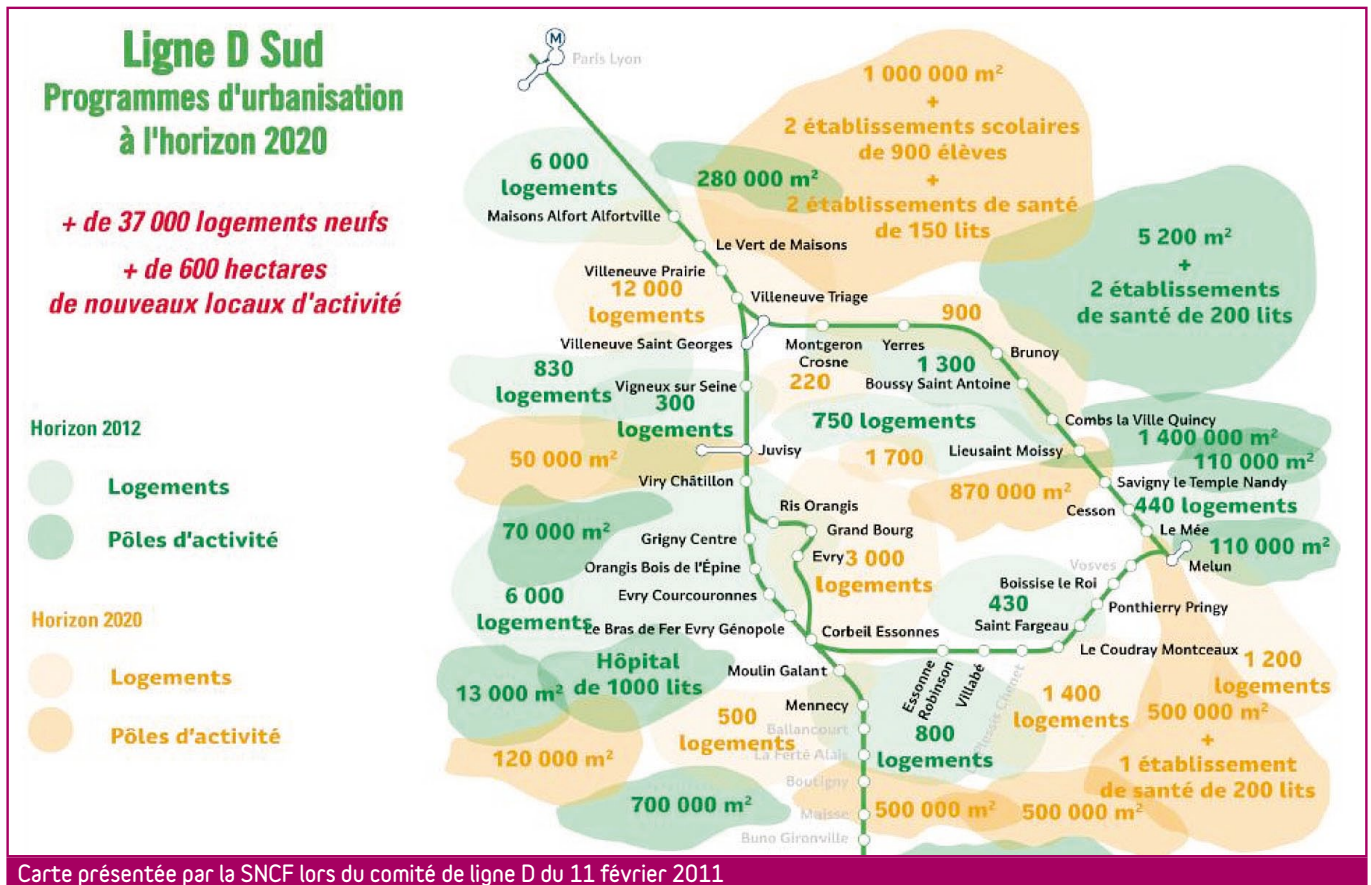 Ligne D Sud
Programmes d'urbanisation
à l'horizon 2020
+ de 37 000 logements neufs
+ de 600 hectares
de nouveaux locaux d'activité
Horizon 2012
Logements
Pôles d'activité
Horizon 2020
Logements
Pôles d'activité
M
Paris Lyon
1 000 000 m²
+
2 établissements scolaires
de 900 élèves
+
2 établissements de santé
de 150 lits
6 000
logements
280 000 m²
Maisons Alfort Alfortville
Le Vert de Maisons
5 200 m²
+
2 établissements
de santé de 200 lits
Villeneuve Prairie
12 000
logements
Villeneuve Triage
900
Villeneuve Saint Georges
Montgeron
Crosne
Yerres
Brunoy
830
logements
Vigneux sur Seine
300
logements
220
1 300
Boussy Saint Antoine
750 logements
Combs la Ville Quincy
1 400 000 m²
110 000 m²
50 000 m²
Juvisy
1 700
Lieusaint Moissy
Viry Châtillon
870 000 m²
Savigny le Temple Nandy
Cesson
440 logements
Ris Orangis
70 000 m²
Grigny Centre
Grand Bourg
Le Mée
110 000 m²
Melun
Orangis Bois de l'Épine
Evry
3 000
logements
Vosves
Boissise le Roi
6 000
logements
Evry Courcouronnes
430
Ponthierry Pringy
Saint Fargeau
Le Bras de Fer Evry Génopole
Corbeil Essonnes
Le Coudray Montceaux
Hôpital
de 1000 lits
13 000 m²
Moulin Galant
Essonne
Robinson
Villabé
Plessis Chenet
1 200
logements
1 400
logements
Mennecy
500
logements
800
logements
500 000 m²
+
1 établissement
de santé de 200 lits
Ballancourt
La Ferté Alais
120 000 m²
Boutigny
700 000 m²
Maisse
500 000 m²
500 000 m²
Buno Gironville
Carte présentée par la SNCF lors du comité de ligne D du 11 février 2011